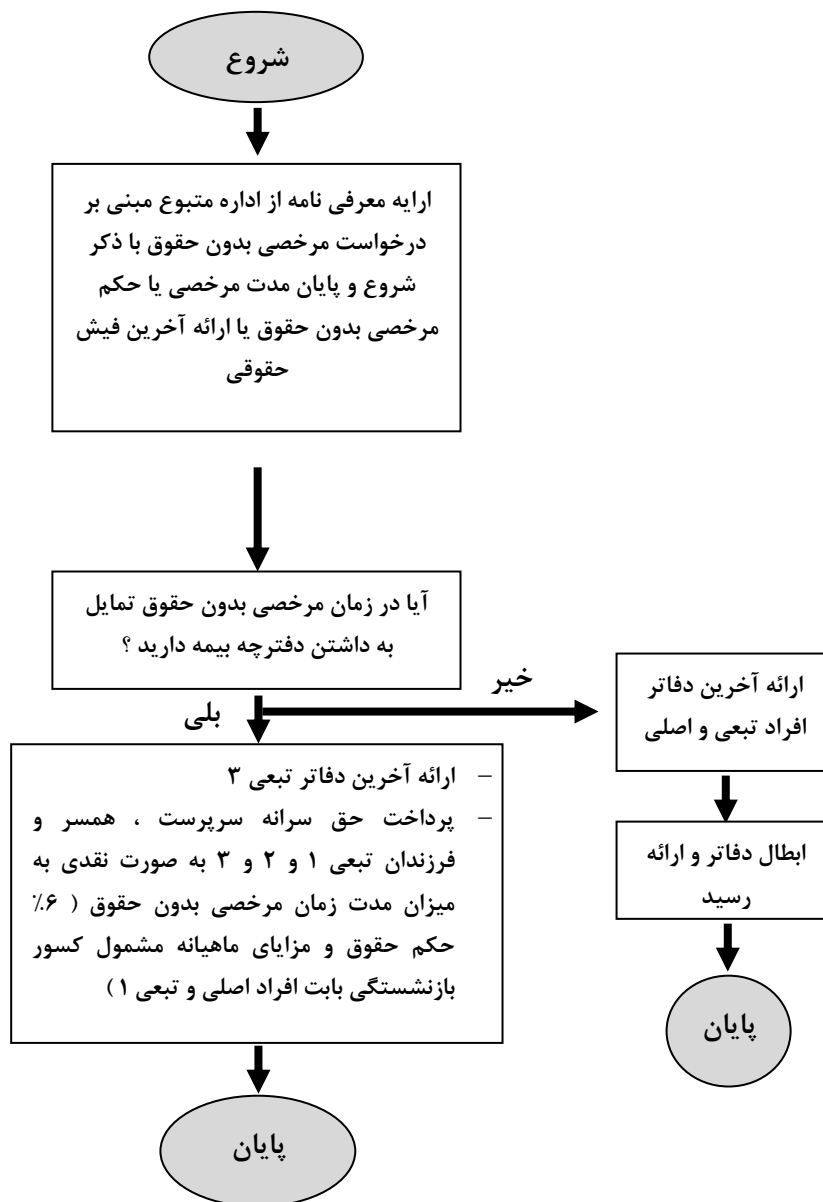 شروع
ارایه معرفی نامه از اداره متبوع مبنی بر
درخواست مرخصی بدون حقوق با ذکر
شروع و پایان مدت مرخصی یا حکم
مرخصی بدون حقوق یا ارائه آخرین فیش
حقوقی
آیا در زمان مرخصی بدون حقوق تمایل
به داشتن دفترچه بیمه دارید ؟
خیر
بلی
ارائه آخرین دفاتر
افراد تبعی و اصلی
ابطال دفاتر و ارائه
رسید
پایان
– ارائه آخرین دفاتر تبعی ۳
– پرداخت حق سرانه سرپرست ، همسر و
فرزندان تبعی ۱ و ۲ و ۳ به صورت نقدی به
میزان مدت زمان مرخصی بدون حقوق ( ۶٪
حکم حقوق و مزایای ماهیانه مشمول کسور
بازنشستگی بابت افراد اصلی و تبعی ۱ )
پایان